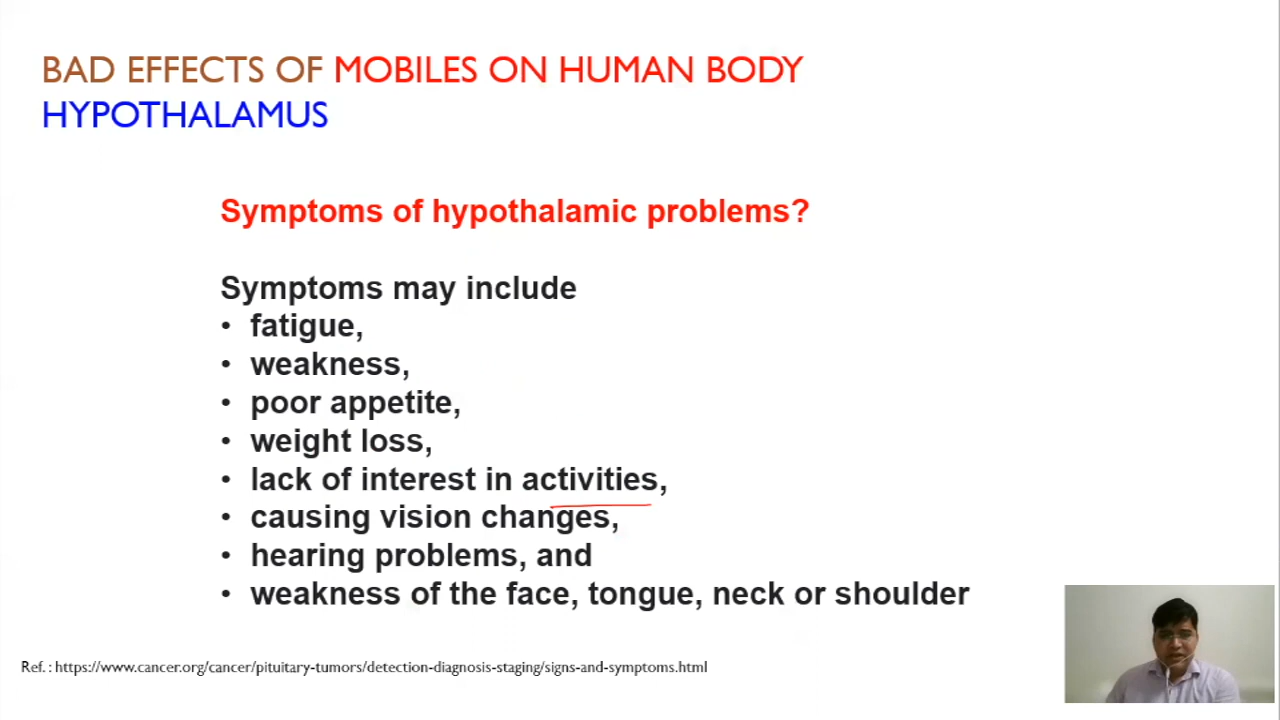 BAD EFFECTS OF MOBILES ON HUMAN BODY
HYPOTHALAMUS
Symptoms of hypothalamic problems?
Symptoms may include
• fatigue,
• weakness,
• poor appetite,
• weight loss,
• lack of interest in activities,
• causing vision changes,
• hearing problems, and
• weakness of the face, tongue, neck or shoulder
Ref. : https://www.cancer.org/cancer/pituitary-tumors/detection-diagnosis-staging/signs-and-symptoms.html